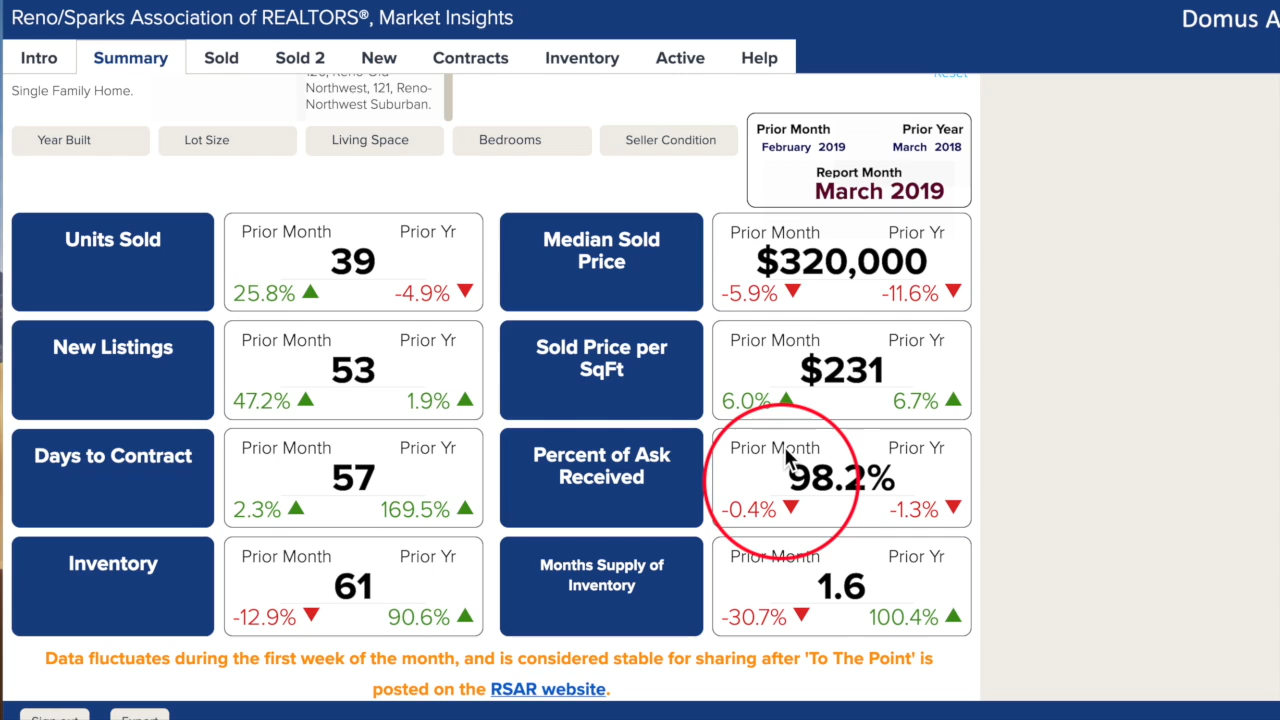 Reno/Sparks Association of REALTORS®, Market Insights
Domus A
Intro Summary Sold Sold 2 New Contracts Inventory Active Help
Single Family Home.
Northwest, 121, Reno-
Northwest Suburban.
Reset
Year Built Lot Size Living Space Bedrooms Seller Condition
Prior Month Prior Year
February 2019 March 2018
Report Month
March 2019
Units Sold
Prior Month Prior Yr
39
25.8% -4.9%
Median Sold
Price
Prior Month Prior Yr
$320,000
-5.9% -11.6%
New Listings
Prior Month Prior Yr
53
47.2% 1.9%
Sold Price per
SqFt
Prior Month Prior Yr
$231
6.0% 6.7%
Days to Contract
Prior Month Prior Yr
57
2.3% 169.5%
Percent of Ask
Received
Prior Month Prior Yr
98.2%
-0.4% -1.3%
Inventory
Prior Month Prior Yr
61
-12.9% 90.6%
Months Supply of
Inventory
Prior Month Prior Yr
1.6
-30.7% 100.4%
Data fluctuates during the first week of the month, and is considered stable for sharing after 'To The Point' is
posted on the RSAR website.
Sign out Export